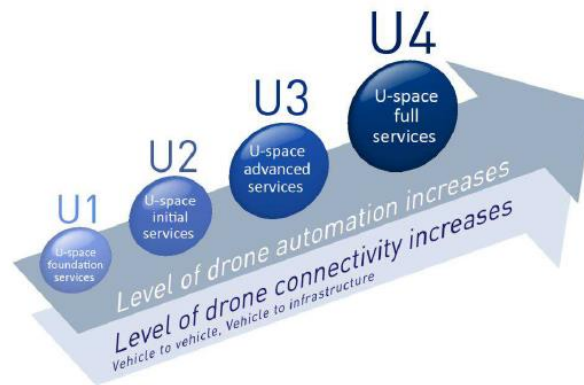 U1
U-space
foundation
services
U2
U-space
initial
services
U3
U-space
advanced
services
U4
U-space
full
services
Level of drone automation increases
Level of drone connectivity increases
Vehicle to vehicle, Vehicle to infrastructure